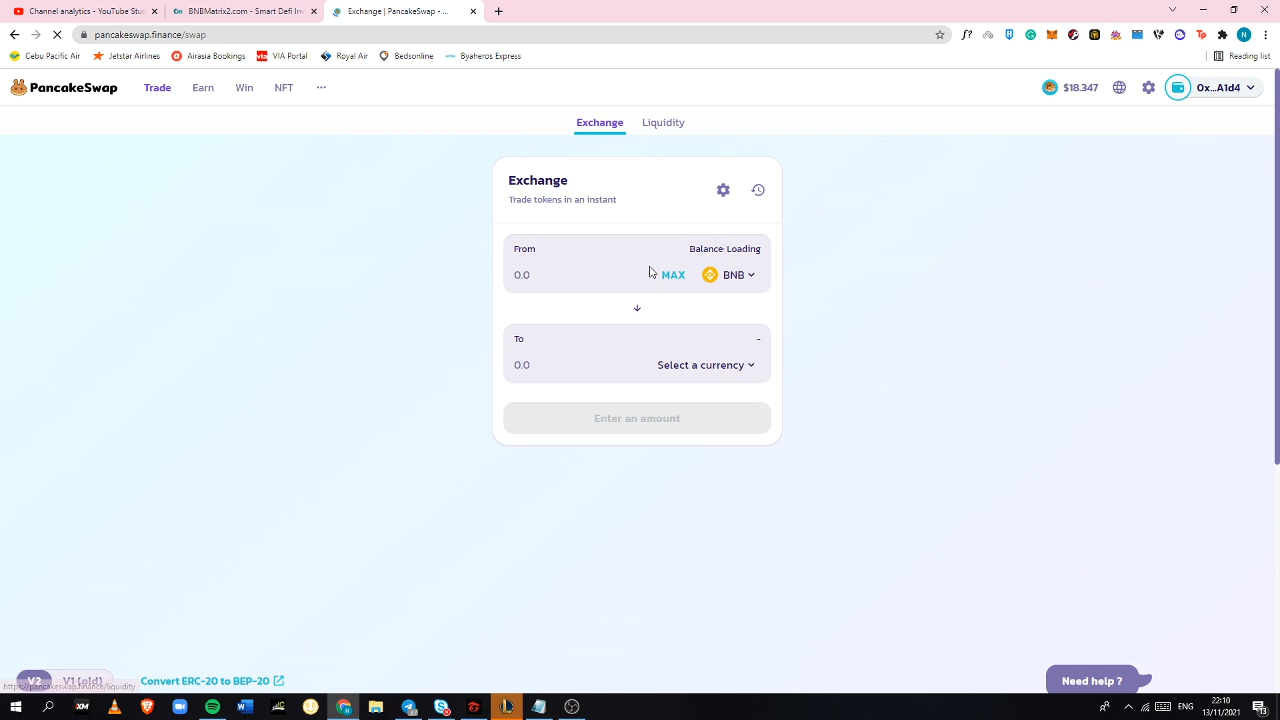 Channel analytics - YouTube Stu
BNBMatrix2.com - Smart Defi In
Exchange | PancakeSwap - ...
pancakeswap.finance/swap
Cebu Pacific Air
Jetstar Airlines
Airasia Bookings
VIA Portal
Royal Air
Bedsonline
Byaheros Express
Reading list
PancakeSwap
Trade
Earn
Win
NFT
$18.347
0x...A1d4
Exchange
Liquidity
Exchange
Trade tokens in an instant
From
Balance: Loading
0.0
MAX
BNB
To
-
0.0
Select a currency
Enter an amount
V2
V1 (old)
Convert ERC-20 to BEP-20
Need help ?
https://pancakeswap.finance/liquidity
ENG
22:10
13/11/2021